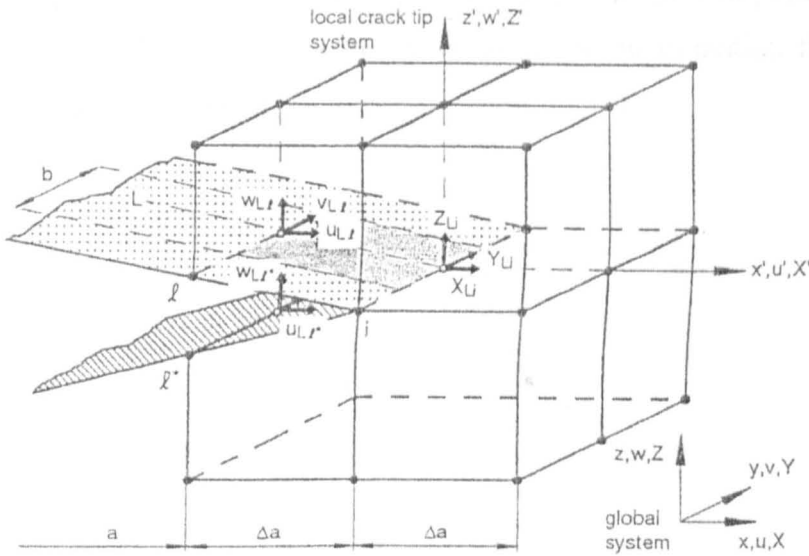 local crack tip
system
z',w',Z'
b
L
w_Lℓ
v_Lℓ
u_Lℓ
Z_Li
Y_Li
X_Li
x',u',X'
ℓ
w_Lℓ*
u_Lℓ*
i
ℓ*
z,w,Z
y,v,Y
a
Δa
Δa
global
system
x,u,X